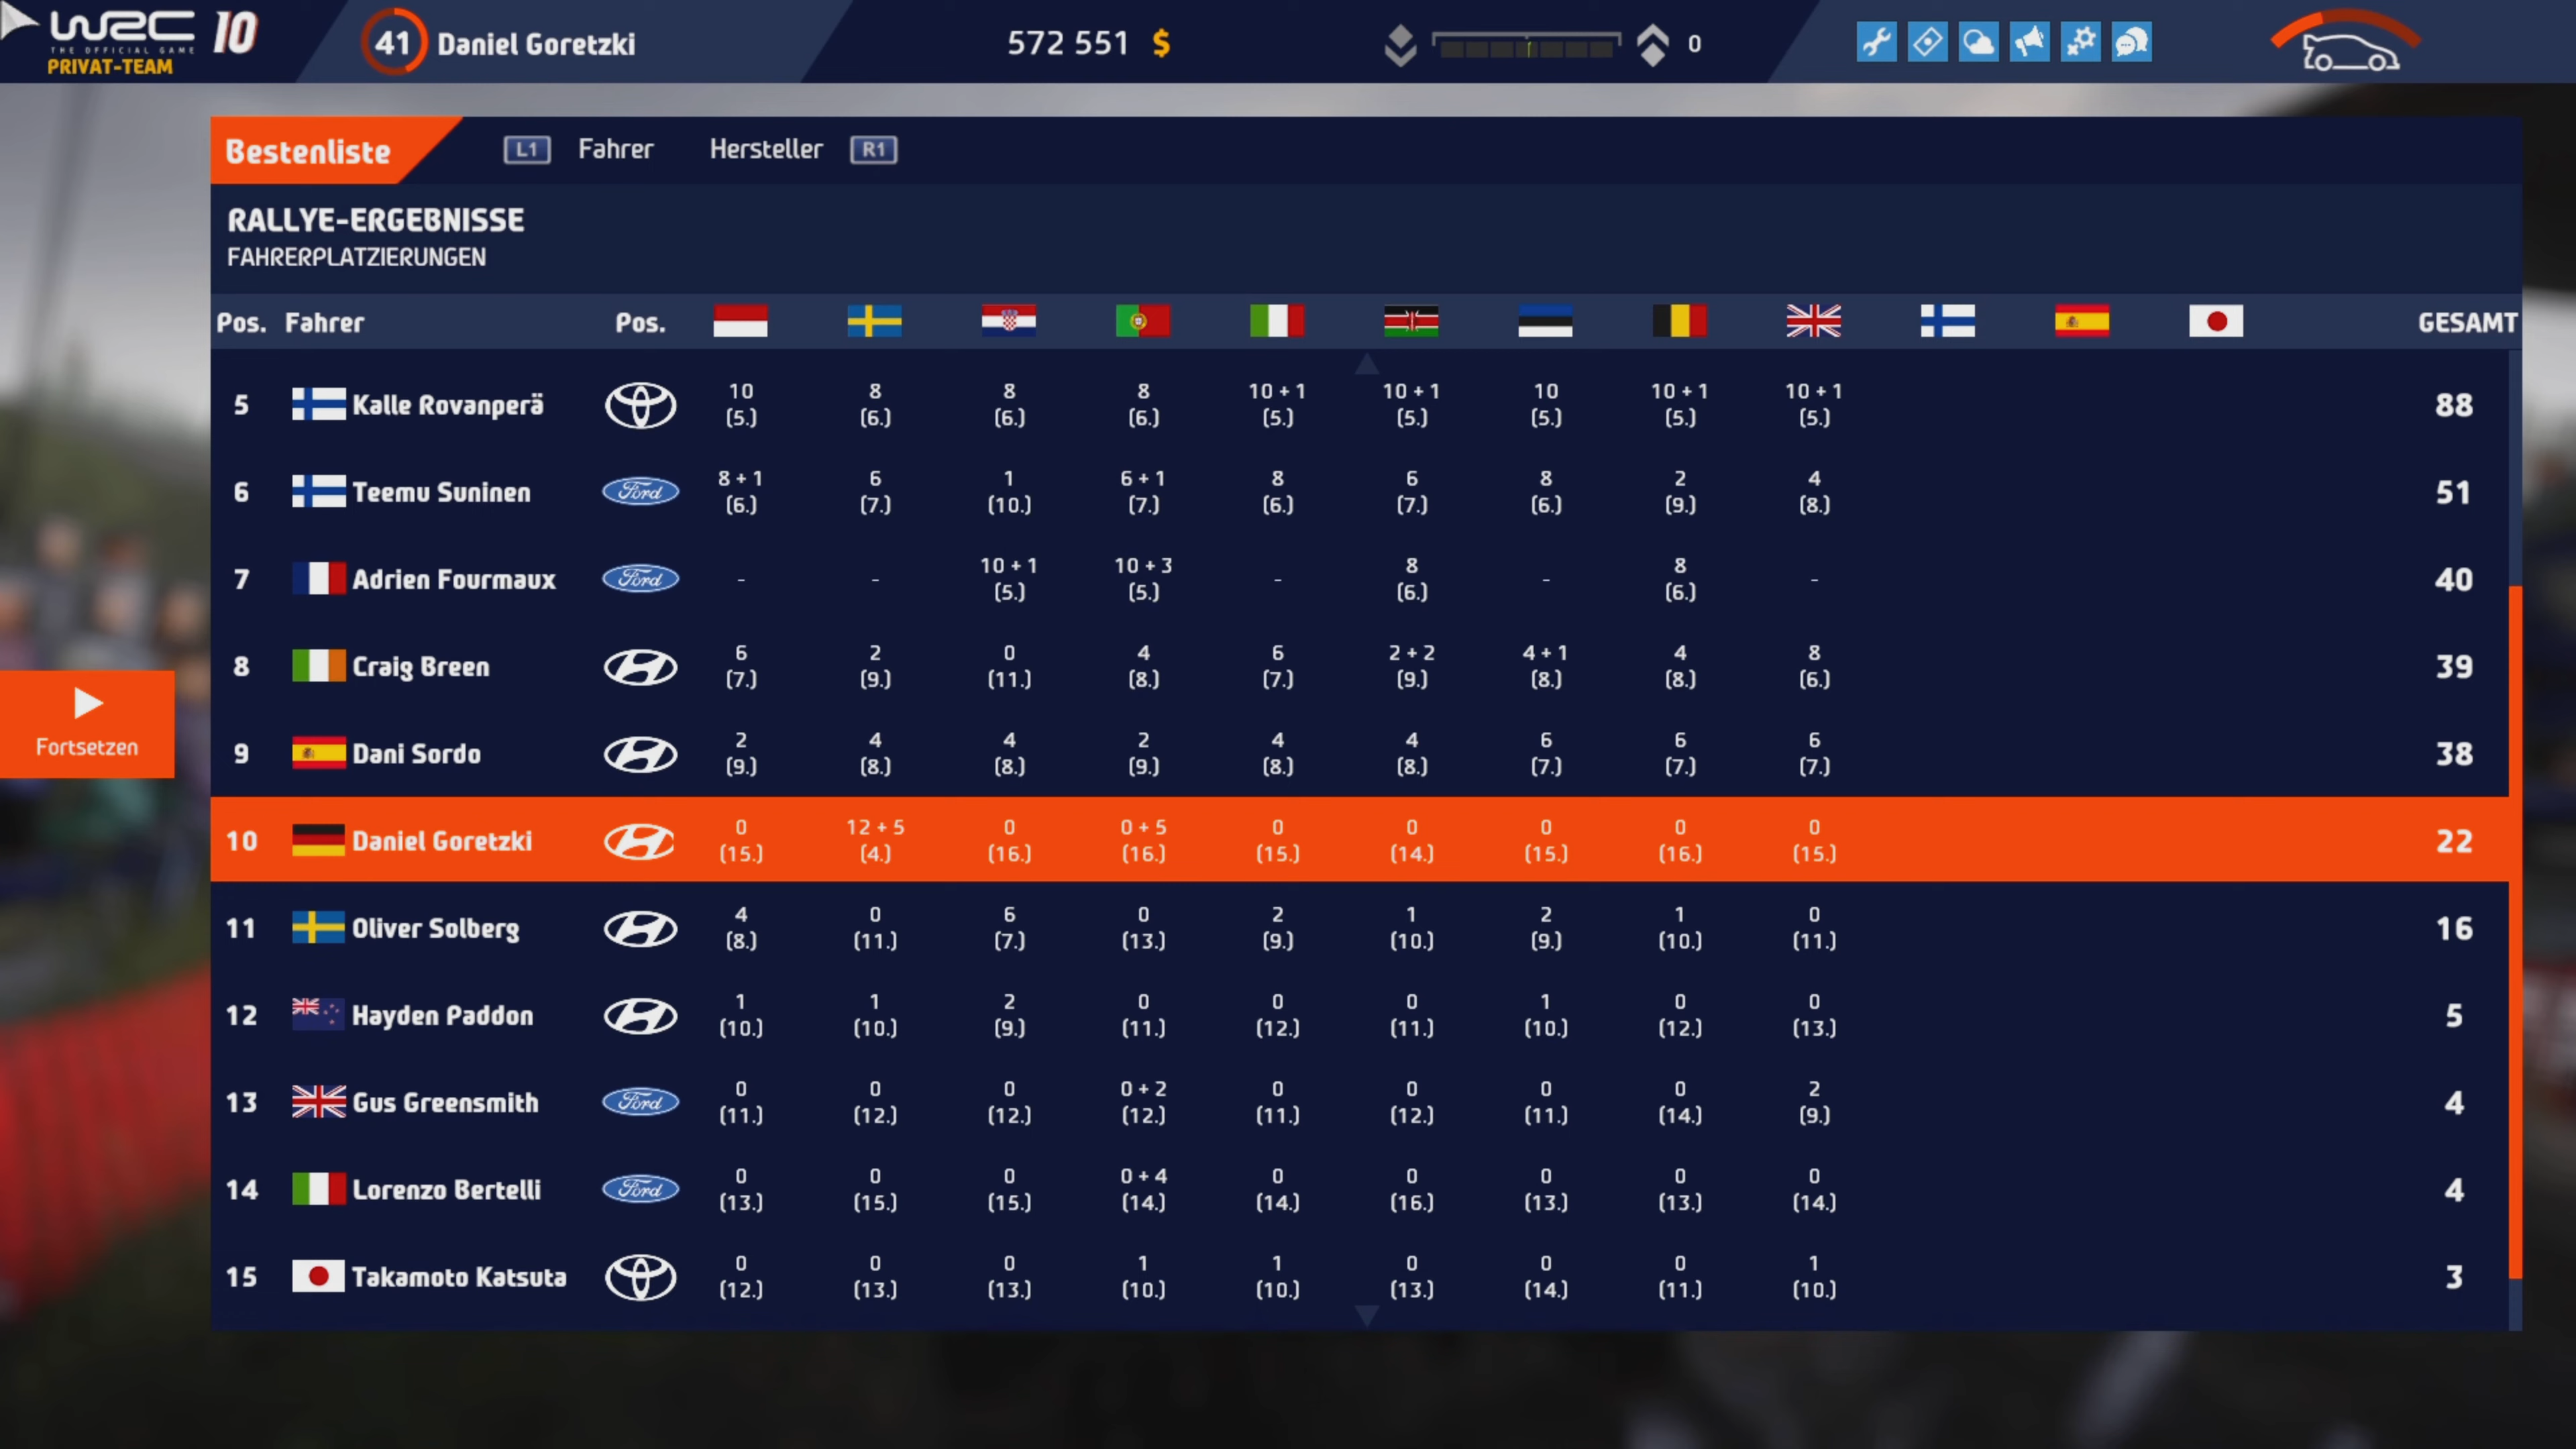 WRC 10
THE OFFICIAL GAME
PRIVAT-TEAM
41 Daniel Goretzki
572 551 $
0
Bestenliste L1 Fahrer Hersteller R1
RALLYE-ERGEBNISSE
FAHRERPLATZIERUNGEN
Pos. Fahrer Pos. GESAMT
5 Kalle Rovanperä 10 8 8 8 10 + 1 10 + 1 10 10 + 1 10 + 1 88
(5.) (6.) (6.) (6.) (5.) (5.) (5.) (5.) (5.)
6 Teemu Suninen Ford 8 + 1 6 1 6 + 1 8 6 8 2 4 51
(6.) (7.) (10.) (7.) (6.) (7.) (6.) (9.) (8.)
7 Adrien Fourmaux Ford - - 10 + 1 10 + 3 - 8 - 8 - 40
(5.) (5.) (6.) (6.)
8 Craig Breen 6 2 0 4 6 2 + 2 4 + 1 4 8 39
(7.) (9.) (11.) (8.) (7.) (9.) (8.) (8.) (6.)
9 Dani Sordo 2 4 4 2 4 4 6 6 6 38
(9.) (8.) (8.) (9.) (8.) (8.) (7.) (7.) (7.)
10 Daniel Goretzki 0 12 + 5 0 0 + 5 0 0 0 0 0 22
(15.) (4.) (16.) (16.) (15.) (14.) (15.) (16.) (15.)
11 Oliver Solberg 4 0 6 0 2 1 2 1 0 16
(8.) (11.) (7.) (13.) (9.) (10.) (9.) (10.) (11.)
12 Hayden Paddon 1 1 2 0 0 0 1 0 0 5
(10.) (10.) (9.) (11.) (12.) (11.) (10.) (12.) (13.)
13 Gus Greensmith Ford 0 0 0 0 + 2 0 0 0 0 2 4
(11.) (12.) (12.) (12.) (11.) (12.) (11.) (14.) (9.)
14 Lorenzo Bertelli Ford 0 0 0 0 + 4 0 0 0 0 0 4
(13.) (15.) (15.) (14.) (14.) (16.) (13.) (13.) (14.)
15 Takamoto Katsuta 0 0 0 1 1 0 0 0 1 3
(12.) (13.) (13.) (10.) (10.) (13.) (14.) (11.) (10.)
Fortsetzen